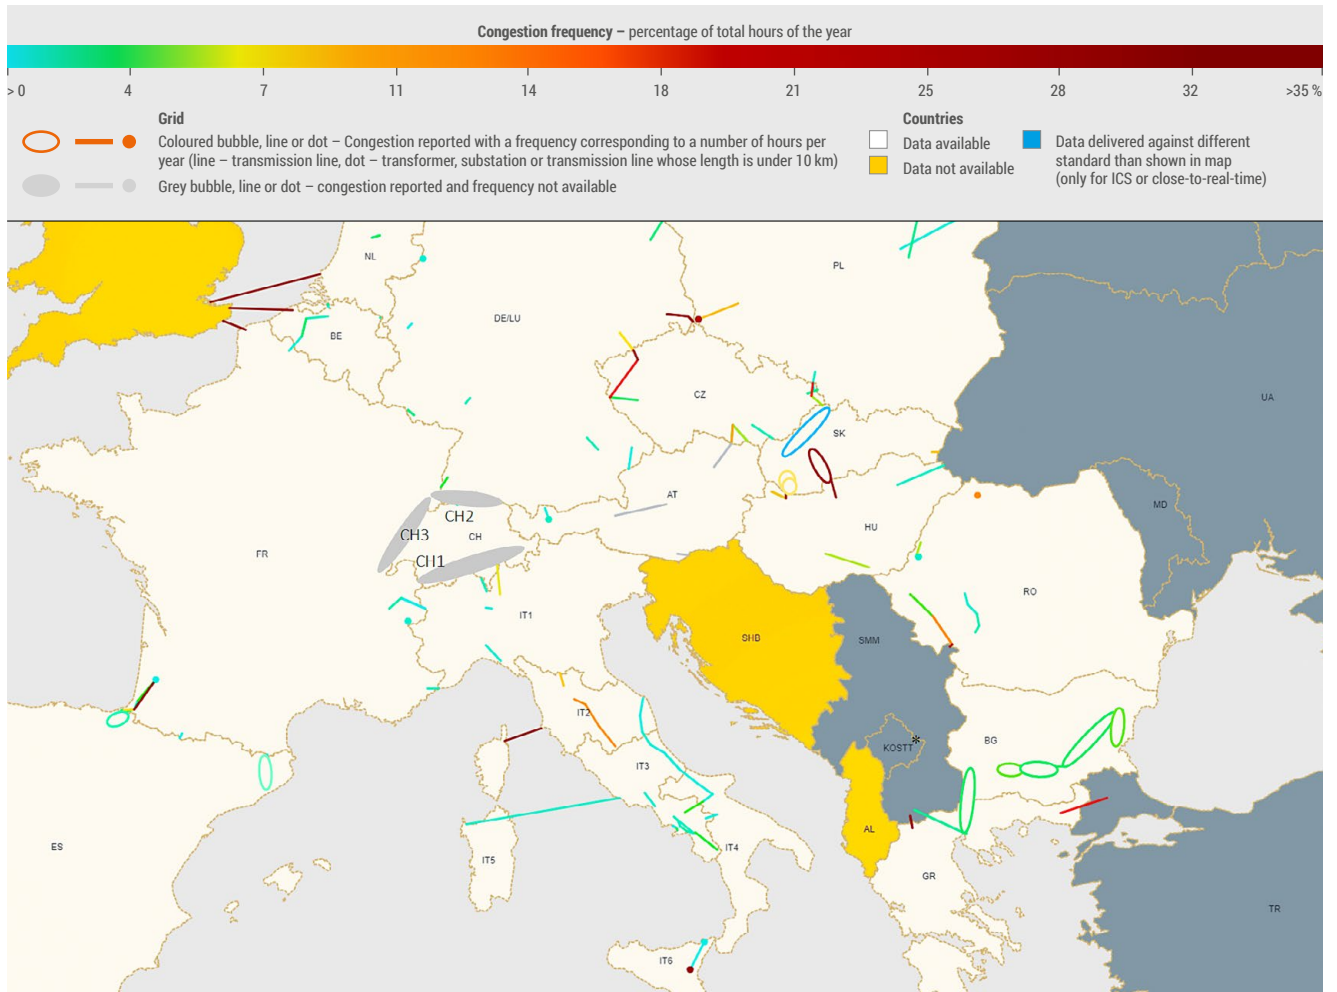 Congestion frequency – percentage of total hours of the year
> 0 4 7 11 14 18 21 25 28 32 >35 %
Grid
Coloured bubble, line or dot – Congestion reported with a frequency corresponding to a number of hours per
year (line – transmission line, dot – transformer, substation or transmission line whose length is under 10 km)
Grey bubble, line or dot – congestion reported and frequency not available
Countries
Data available
Data not available
Data delivered against different
standard than shown in map
(only for ICS or close-to-real-time)
NL
PL
DE/LU
BE
CZ
UA
SK
AT
MD
CH2
CH3
CH
HU
FR
CH1
RO
IT1
SHB
SMM
IT2
BG
KOSTT*
IT3
AL
ES
IT4
IT5
GR
TR
IT6